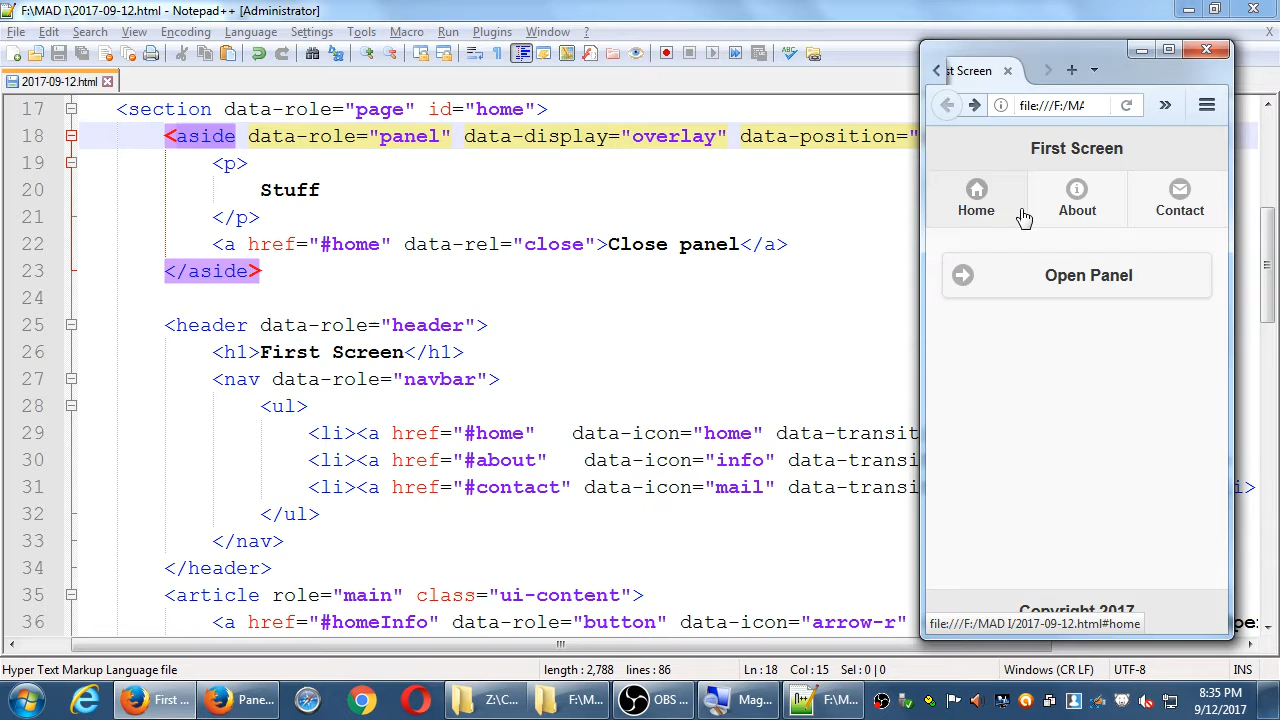 F:\MAD I\2017-09-12.html - Notepad++ [Administrator]
File Edit Search View Encoding Language Settings Tools Macro Run Plugins Window ?
2017-09-12.html
17 <section data-role="page" id="home">
18 <aside data-role="panel" data-display="overlay" data-position="
19 <p>
20 Stuff
21 </p>
22 <a href="#home" data-rel="close">Close panel</a>
23 </aside>
24
25 <header data-role="header">
26 <h1>First Screen</h1>
27 <nav data-role="navbar">
28 <ul>
29 <li><a href="#home" data-icon="home" data-transit
30 <li><a href="#about" data-icon="info" data-transit
31 <li><a href="#contact" data-icon="mail" data-transi i>
32 </ul>
33 </nav>
34 </header>
35 <article role="main" class="ui-content">
36 <a href="#homeInfo" data-role="button" data-icon="arrow-r" pe
st Screen
file:///F:/MA
First Screen
Home About Contact
Open Panel
Copyright 2017
file:///F:/MAD I/2017-09-12.html#home
Hyper Text Markup Language file length : 2,788 lines : 86 Ln : 18 Col : 15 Sel : 0 | 0 Windows (CR LF) UTF-8 INS
First ... Pane... Z:\C... F:\M... OBS ... Mag... F:\M...
8:35 PM
9/12/2017